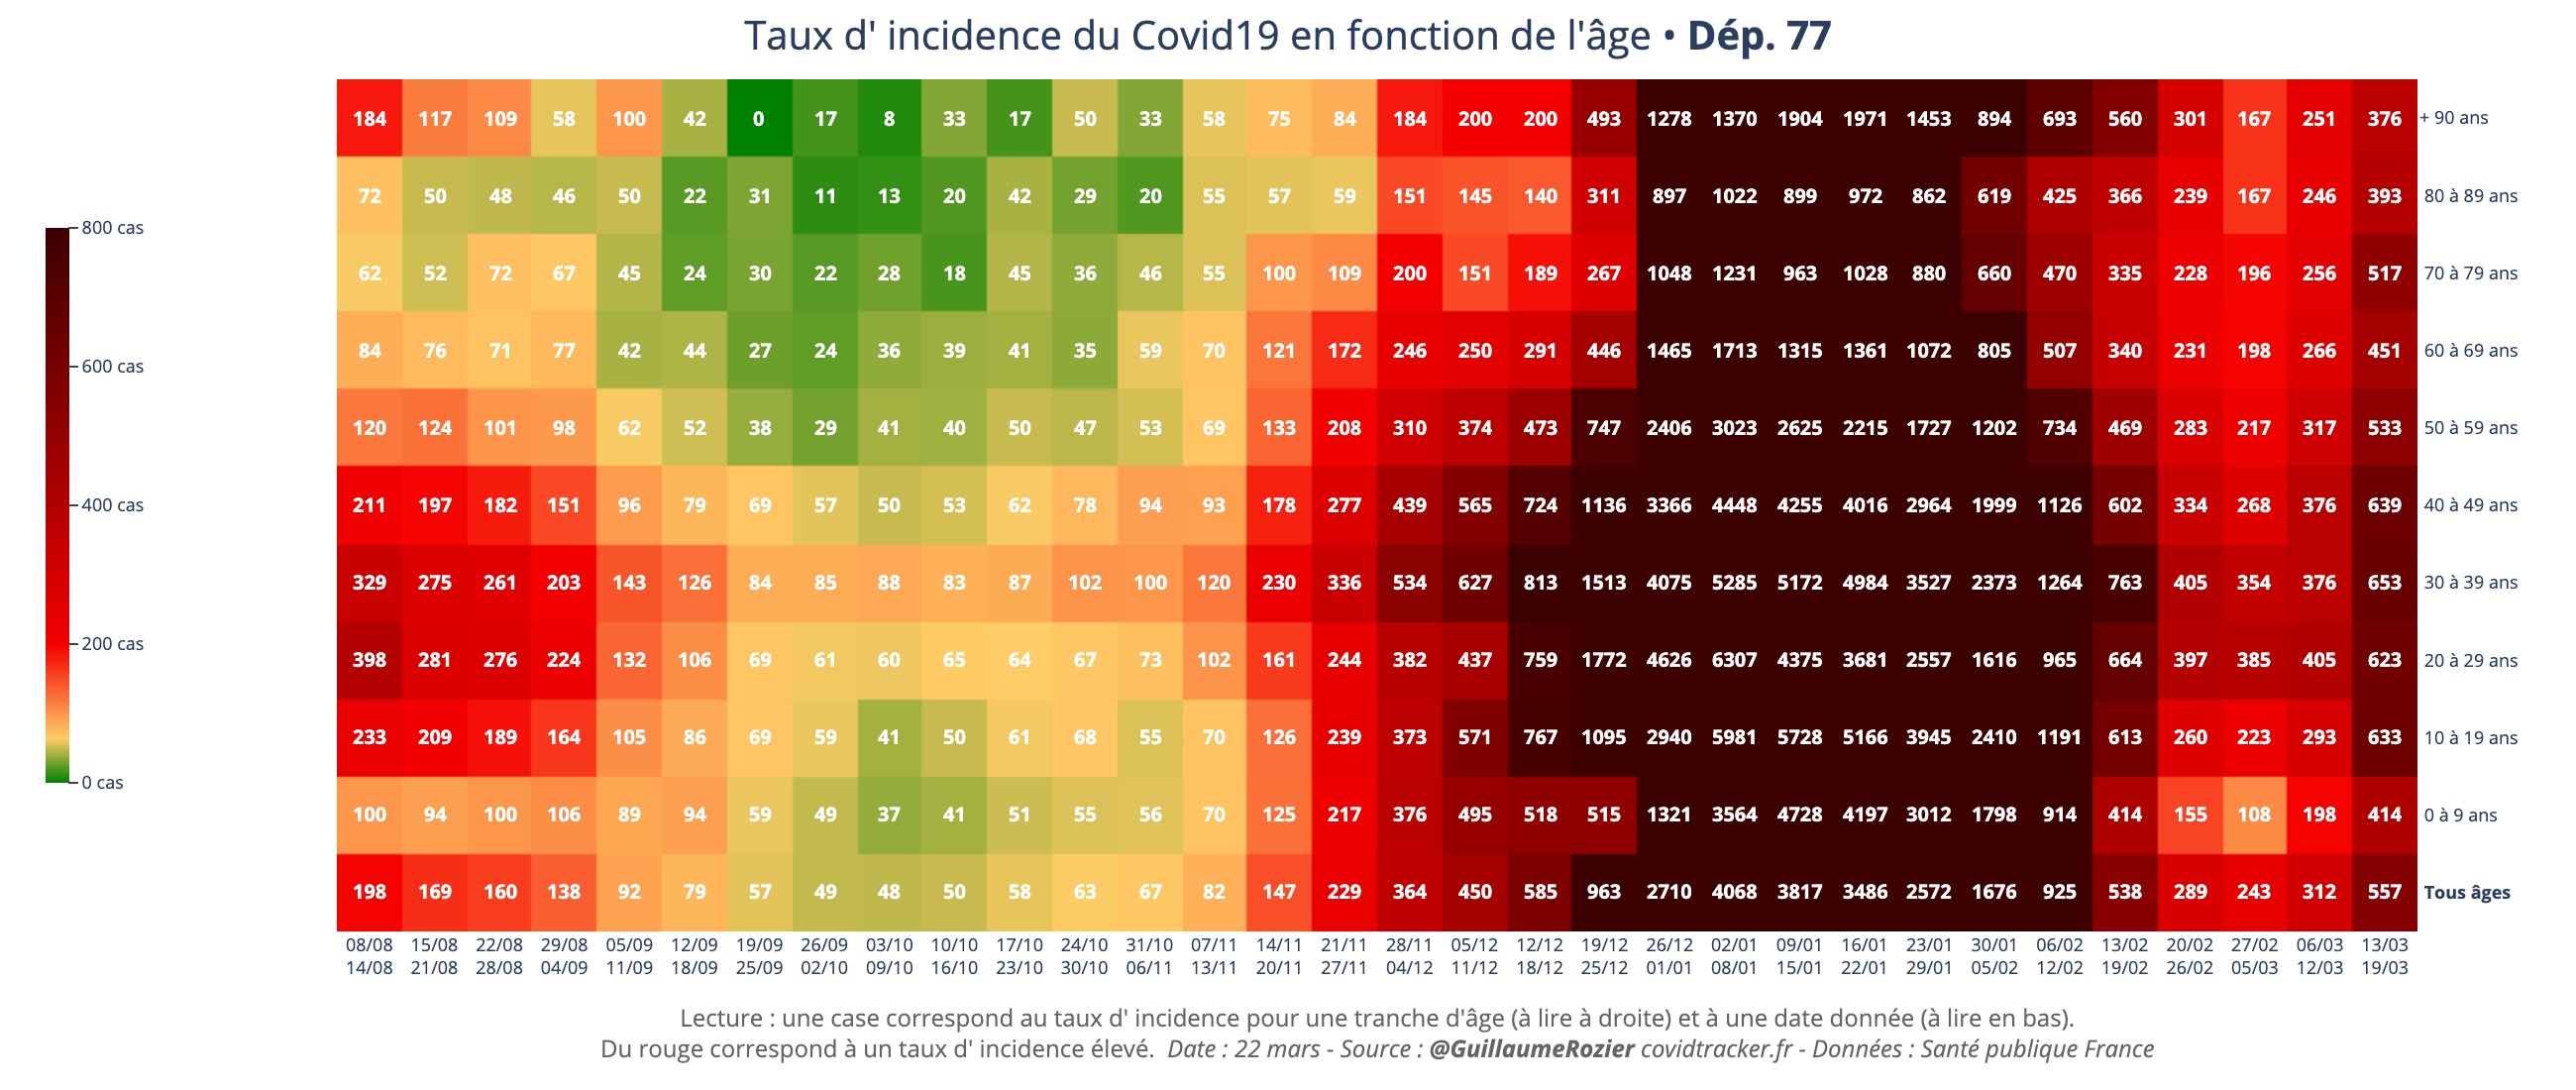 Taux d' incidence du Covid19 en fonction de l'âge • Dép. 77
184 117 109 58 100 42 0 17 8 33 17 50 33 58 75 84 184 200 200 493 1278 1370 1904 1971 1453 894 693 560 301 167 251 376 + 90 ans
72 50 48 46 50 22 31 11 13 20 42 29 20 55 57 59 151 145 140 311 897 1022 899 972 862 619 425 366 239 167 246 393 80 à 89 ans
800 cas
62 52 72 67 45 24 30 22 28 18 45 36 46 55 100 109 200 151 189 267 1048 1231 963 1028 880 660 470 335 228 196 256 517 70 à 79 ans
84 76 71 77 42 44 27 24 36 39 41 35 59 70 121 172 246 250 291 446 1465 1713 1315 1361 1072 805 507 340 231 198 266 451 60 à 69 ans
600 cas
120 124 101 98 62 52 38 29 41 40 50 47 53 69 133 208 310 374 473 747 2406 3023 2625 2215 1727 1202 734 469 283 217 317 533 50 à 59 ans
400 cas
211 197 182 151 96 79 69 57 50 53 62 78 94 93 178 277 439 565 724 1136 3366 4448 4255 4016 2964 1999 1126 602 334 268 376 639 40 à 49 ans
329 275 261 203 143 126 84 85 88 83 87 102 100 120 230 336 534 627 813 1513 4075 5285 5172 4984 3527 2373 1264 763 405 354 376 653 30 à 39 ans
200 cas
398 281 276 224 132 106 69 61 60 65 64 67 73 102 161 244 382 437 759 1772 4626 6307 4375 3681 2557 1616 965 664 397 385 405 623 20 à 29 ans
233 209 189 164 105 86 69 59 41 50 61 68 55 70 126 239 373 571 767 1095 2940 5981 5728 5166 3945 2410 1191 613 260 223 293 633 10 à 19 ans
0 cas
100 94 100 106 89 94 59 49 37 41 51 55 56 70 125 217 376 495 518 515 1321 3564 4728 4197 3012 1798 914 414 155 108 198 414 0 à 9 ans
198 169 160 138 92 79 57 49 48 50 58 63 67 82 147 229 364 450 585 963 2710 4068 3817 3486 2572 1676 925 538 289 243 312 557 Tous âges
08/08 15/08 22/08 29/08 05/09 12/09 19/09 26/09 03/10 10/10 17/10 24/10 31/10 07/11 14/11 21/11 28/11 05/12 12/12 19/12 26/12 02/01 09/01 16/01 23/01 30/01 06/02 13/02 20/02 27/02 06/03 13/03
14/08 21/08 28/08 04/09 11/09 18/09 25/09 02/10 09/10 16/10 23/10 30/10 06/11 13/11 20/11 27/11 04/12 11/12 18/12 25/12 01/01 08/01 15/01 22/01 29/01 05/02 12/02 19/02 26/02 05/03 12/03 19/03
Lecture : une case correspond au taux d' incidence pour une tranche d'âge (à lire à droite) et à une date donnée (à lire en bas).
Du rouge correspond à un taux d' incidence élevé. Date : 22 mars - Source : @GuillaumeRozier covidtracker.fr - Données : Santé publique France